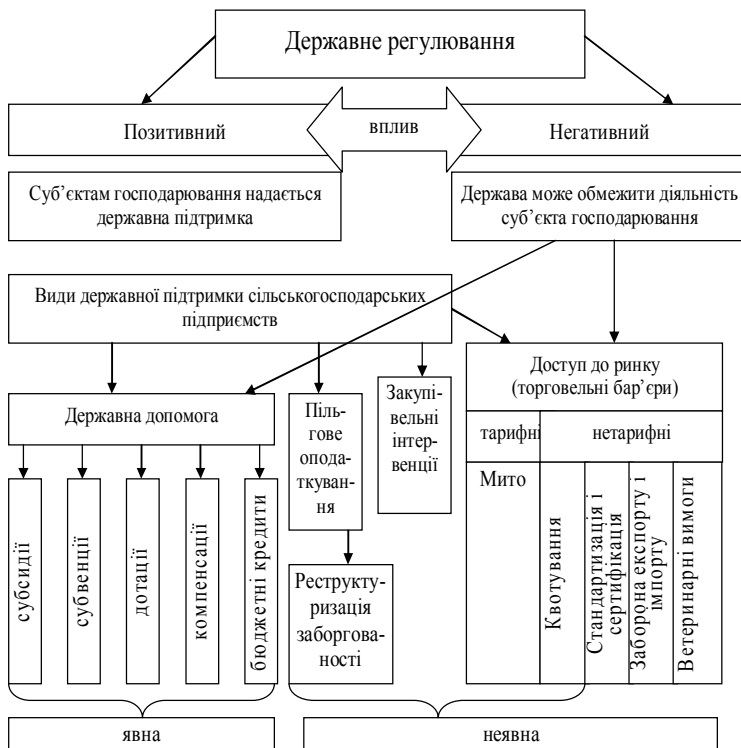 Державне регулювання
Позитивний
вплив
Негативний
Суб’єктам господарювання надається
державна підтримка
Держава може обмежити діяльність
суб’єкта господарювання
Види державної підтримки сільськогосподарських
підприємств
Доступ до ринку
(торговельні бар’єри)
Державна допомога
Піль-
гове
опода-
ткуван-
ня
Закупі-
вельні
інтер-
венції
тарифні
нетарифні
субсидії
субвенції
дотації
компенсації
бюджетні кредити
Реструкту-
ризація
заборгова-
ності
Мито
Квотування
Стандартизація і
сертифікація
Заборона експорту і
імпорту
Ветеринарні вимоги
явна
неявна